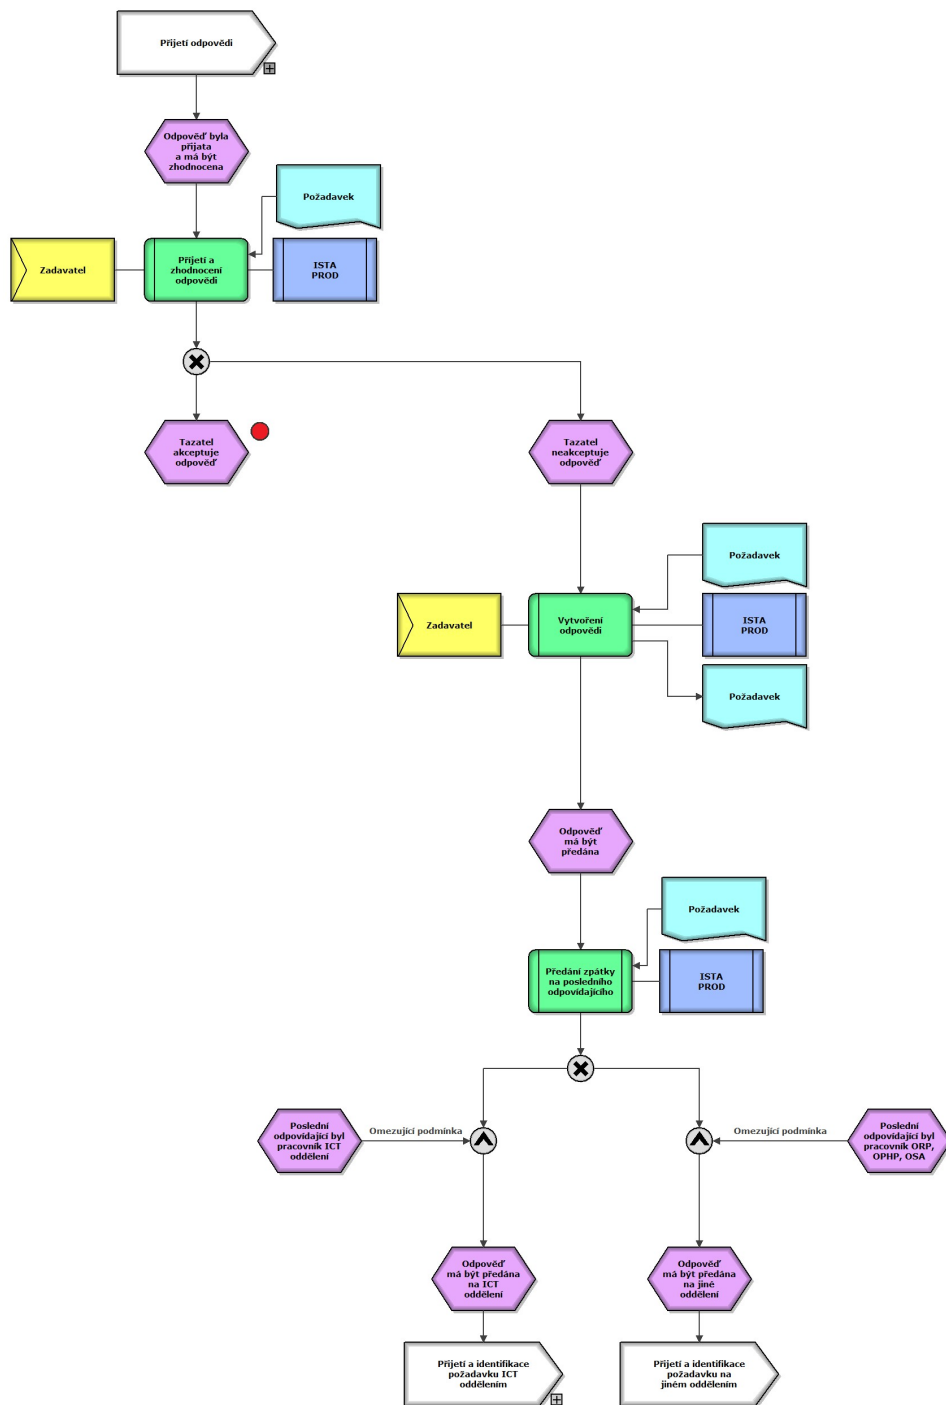 Přijetí odpovědi
Odpověď byla
přijata
a má být
zhodnocena
Požadavek
Zadavatel
Příjetí a
zhodnocení
odpovědi
ISTA
PROD
Tazatel
akceptuje
odpověď
Tazatel
neakceptuje
odpověď
Požadavek
Zadavatel
Vytvoření
odpovědi
ISTA
PROD
Požadavek
Odpověď
má být
předána
Požadavek
Předání zpátky
na posledního
odpovídajícího
ISTA
PROD
Poslední
odpovídající byl
pracovník ICT
oddělení
Omezující podmínka
Omezující podmínka
Poslední
odpovídající byl
pracovník ORP,
OPHP, OSA
Odpověď
má být předána
na ICT
oddělení
Odpověď
má být předána
na jiné
oddělení
Přijetí a identifikace
požadavku ICT
oddělením
Přijetí a identifikace
požadavku na
jiném oddělením